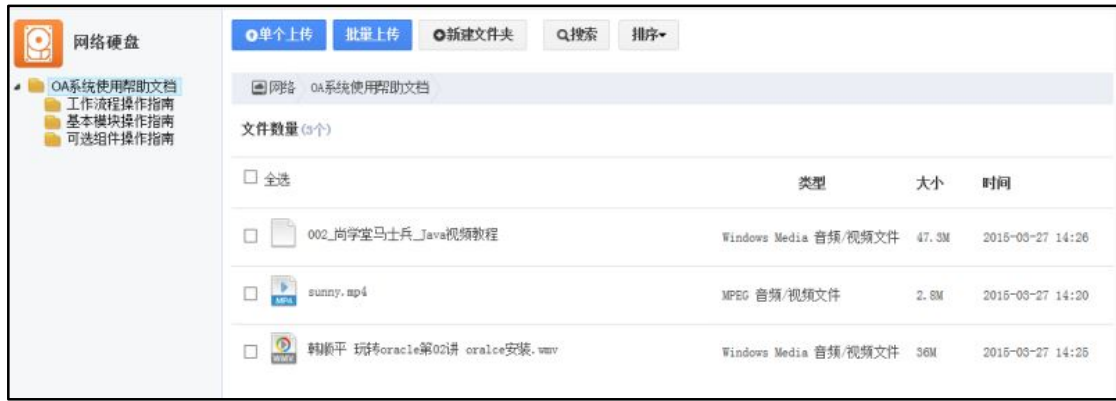 网络硬盘
OA系统使用帮助文档
工作流程操作指南
基本模块操作指南
可选组件操作指南
单个上传 批量上传 新建文件夹 搜索 排序
网络 OA系统使用帮助文档
文件数量(3个)
全选 类型 大小 时间
002_尚学堂马士兵_Java视频教程 Windows Media 音频/视频文件 47.3M 2015-03-27 14:26
MP4 sunny.mp4 MPEG 音频/视频文件 2.8M 2015-03-27 14:20
WMV 韩顺平 玩转oracle第02讲 oralce安装.wmv Windows Media 音频/视频文件 36M 2015-03-27 14:25